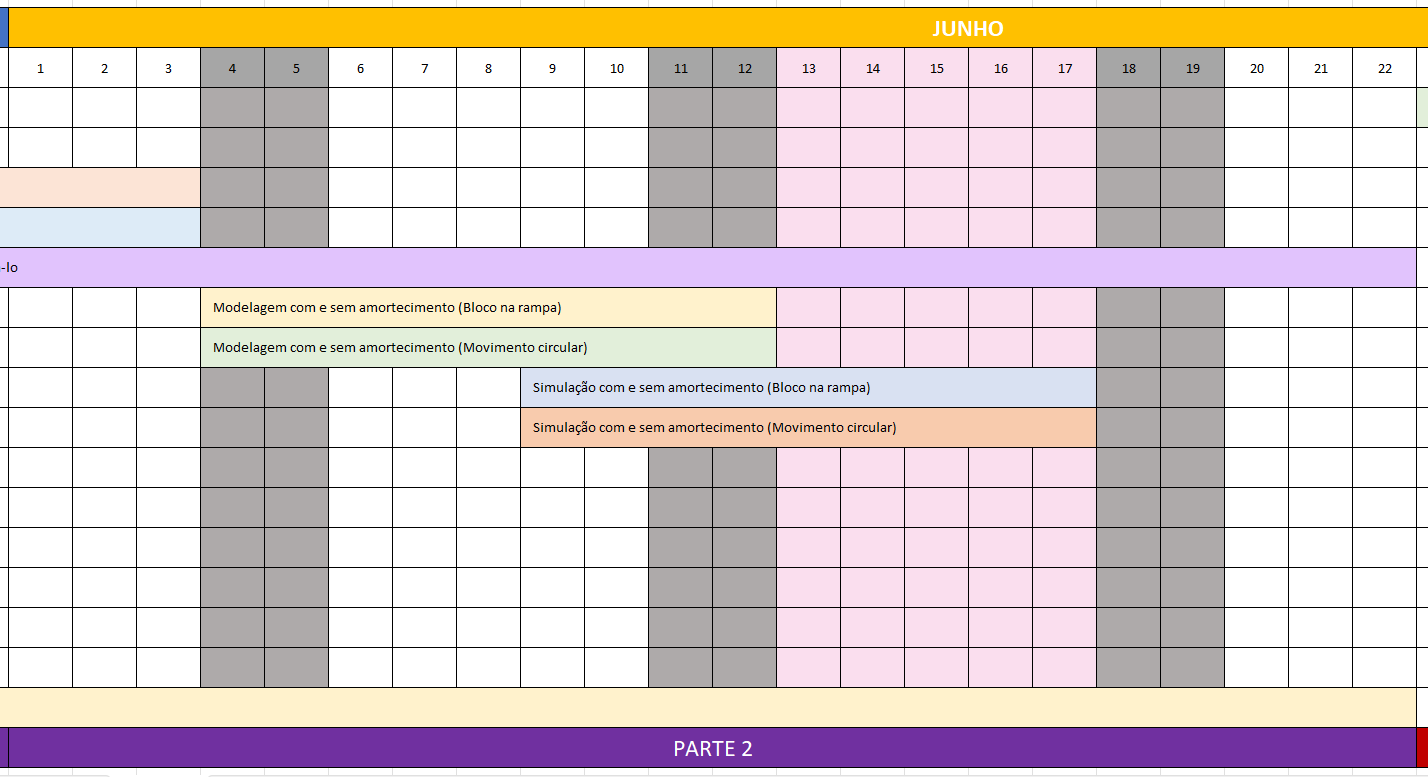 JUNHO
1 2 3 4 5 6 7 8 9 10 11 12 13 14 15 16 17 18 19 20 21 22
-lo
Modelagem com e sem amortecimento (Bloco na rampa)
Modelagem com e sem amortecimento (Movimento circular)
Simulação com e sem amortecimento (Bloco na rampa)
Simulação com e sem amortecimento (Movimento circular)
PARTE 2